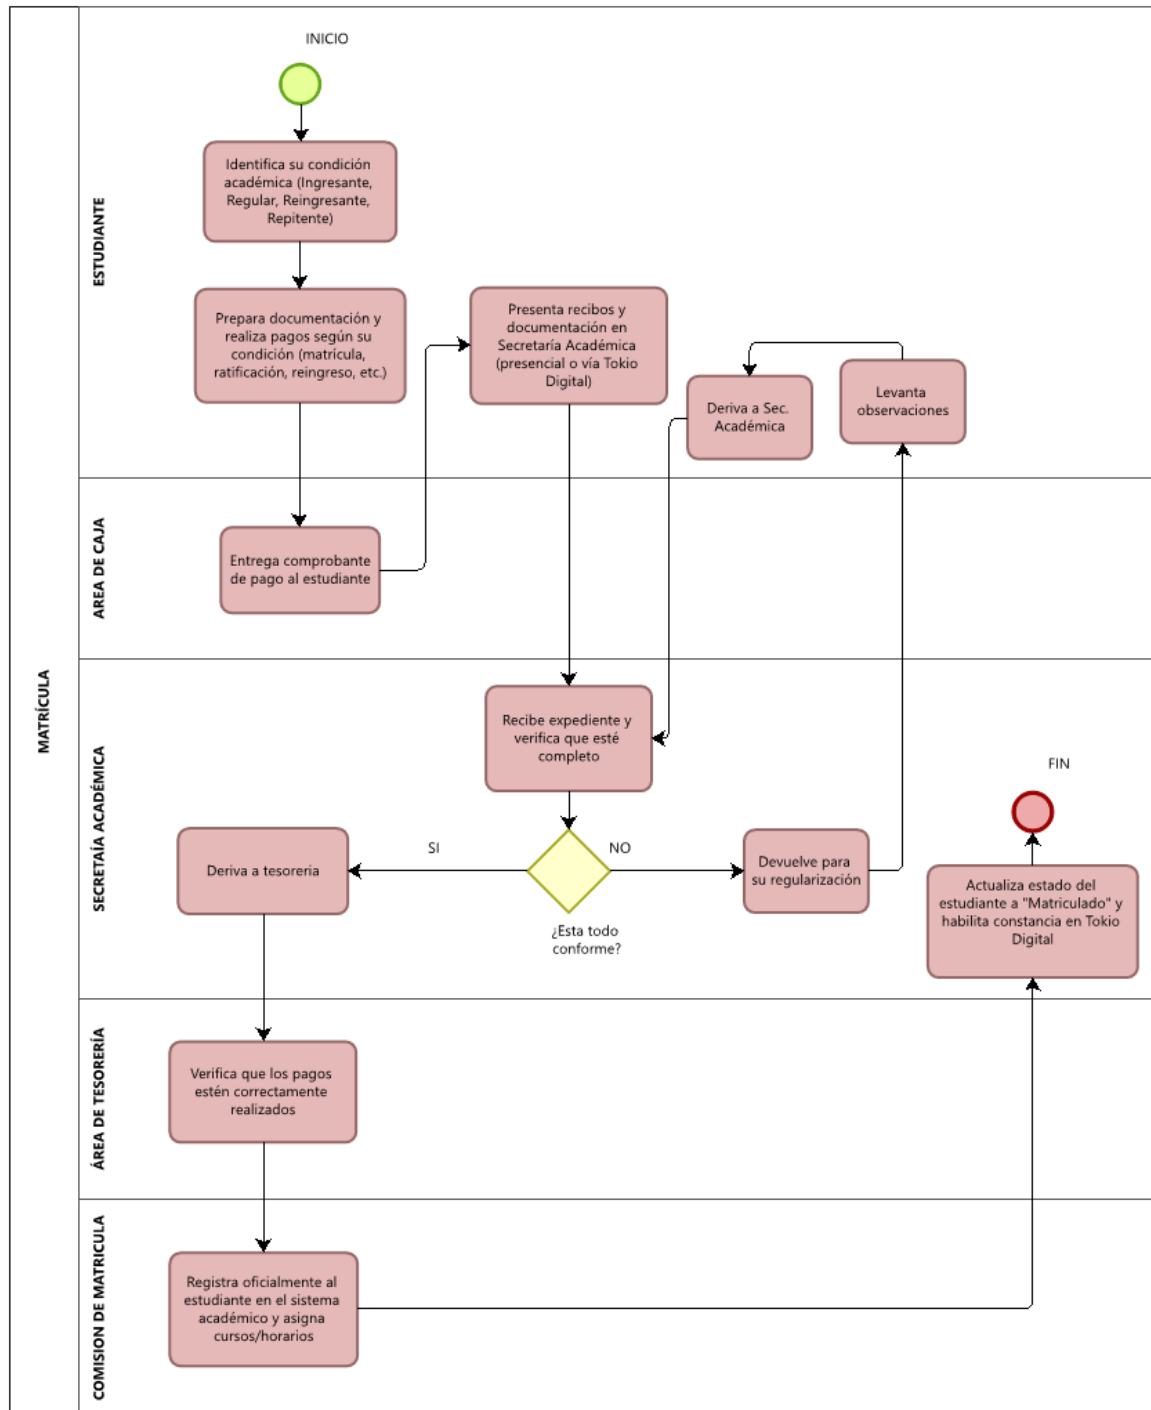 MATRÍCULA
ESTUDIANTE
INICIO
Identifica su condición
académica (Ingresante,
Regular, Reingresante,
Repitente)
Prepara documentación y
realiza pagos según su
condición (matrícula,
ratificación, reingreso, etc.)
Presenta recibos y
documentación en
Secretaría Académica
(presencial o vía Tokio
Digital)
Deriva a Sec.
Académica
Levanta
observaciones
AREA DE CAJA
Entrega comprobante
de pago al estudiante
SECRETAÍA ACADÉMICA
Recibe expediente y
verifica que esté
completo
FIN
Deriva a tesoreria
SI
NO
¿Esta todo
conforme?
Devuelve para
su regularización
Actualiza estado del
estudiante a "Matriculado" y
habilita constancia en Tokio
Digital
ÁREA DE TESORERÍA
Verifica que los pagos
estén correctamente
realizados
COMISION DE MATRICULA
Registra oficialmente al
estudiante en el sistema
académico y asigna
cursos/horarios